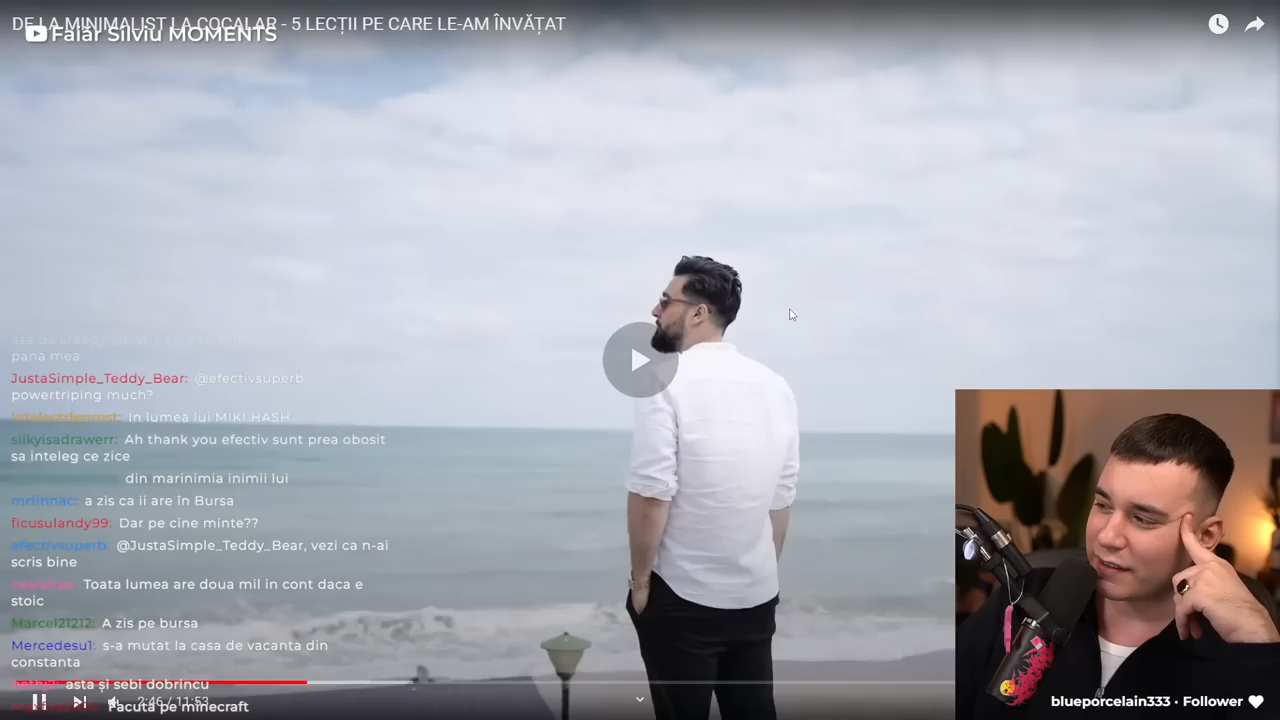 DE LA MINIMALIST LA COCALAR - 5 LECȚII PE CARE LE-AM ÎNVĂȚAT
Faiăr Silviu MOMENTS
pana mea...
JustaSimple_Teddy_Bear: @efectivsuperb
powertriping much?
In lumea lui MIKI HASH
silkyisadrawerr: Ah thank you efectiv sunt prea obosit
sa inteleg ce zice
din marinimia inimii lui
mrfinnac: a zis ca ii are în Bursa
ficusulandy99: Dar pe cine minte??
efectivsuperb: @JustaSimple_Teddy_Bear, vezi ca n-ai
scris bine
Toata lumea are doua mil in cont daca e
stoic
Marcel21212: A zis pe bursa
Mercedesu1: s-a mutat la casa de vacanta din
constanta
asta și sebi dobrincu
2:46 / 11:53
Facuta pe minecraft
blueporcelain333 · Follower